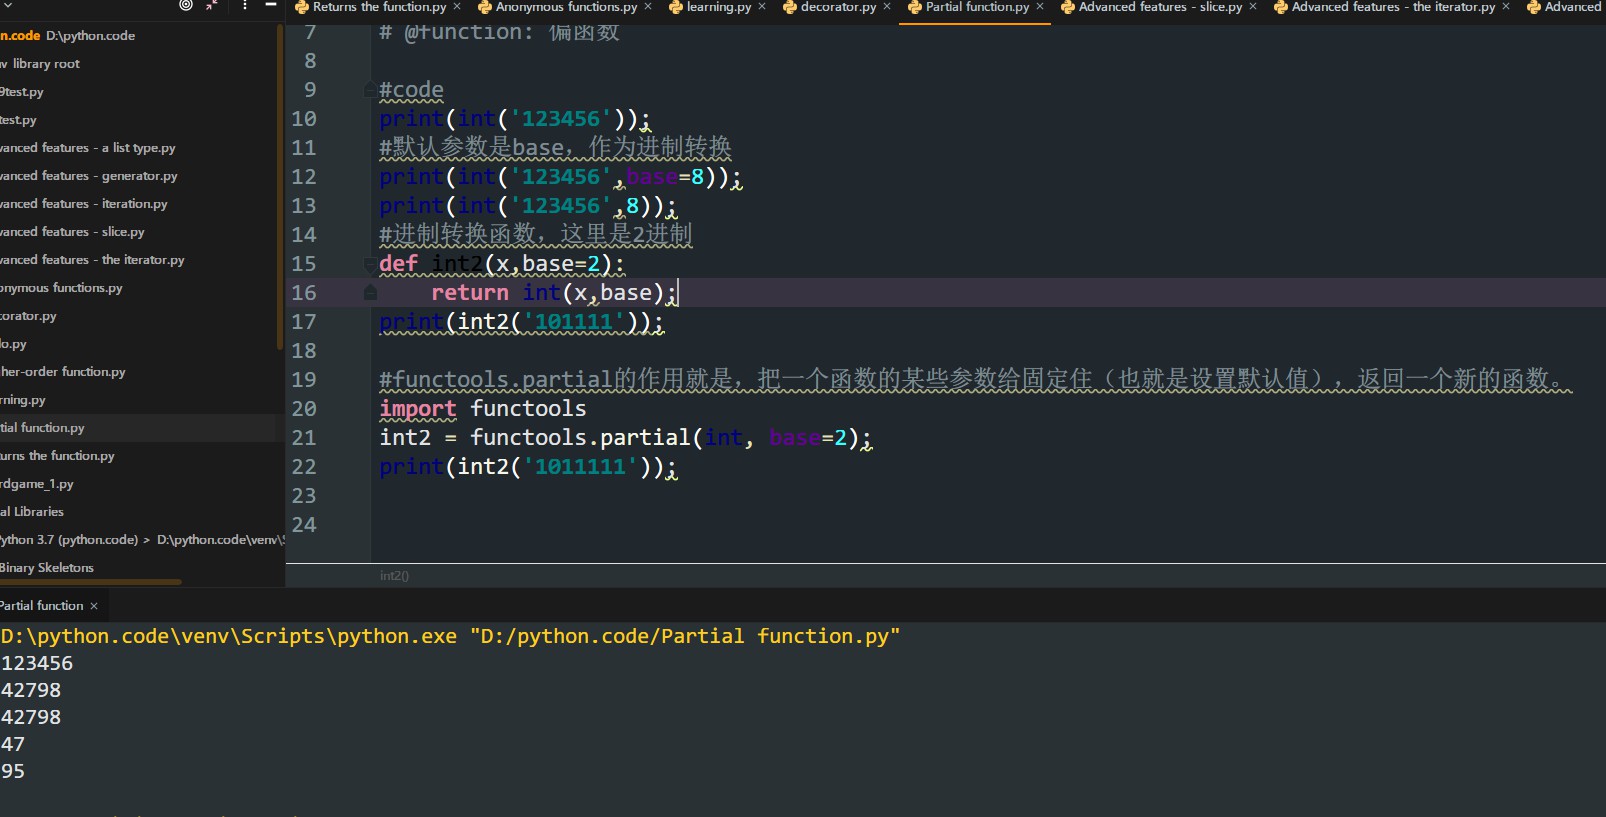 Returns the function.py × Anonymous functions.py × learning.py × decorator.py × Partial function.py × Advanced features - slice.py × Advanced features - the iterator.py × Advanced
n.code D:\python.code
v library root
9test.py
test.py
vanced features - a list type.py
vanced features - generator.py
vanced features - iteration.py
vanced features - slice.py
vanced features - the iterator.py
onymous functions.py
corator.py
lo.py
her-order function.py
rning.py
tial function.py
urns the function.py
rdgame_1.py
al Libraries
ython 3.7 (python.code) > D:\python.code\venv\S
Binary Skeletons
7 # @function: 偏函数
8
9 #code
10 print(int('123456'));
11 #默认参数是base，作为进制转换
12 print(int('123456',base=8));
13 print(int('123456',8));
14 #进制转换函数，这里是2进制
15 def int2(x,base=2):
16 return int(x,base);
17 print(int2('101111'));
18
19 #functools.partial的作用就是，把一个函数的某些参数给固定住（也就是设置默认值），返回一个新的函数。
20 import functools
21 int2 = functools.partial(int, base=2);
22 print(int2('1011111'));
23
24
int2()
Partial function ×
D:\python.code\venv\Scripts\python.exe "D:/python.code/Partial function.py"
123456
42798
42798
47
95